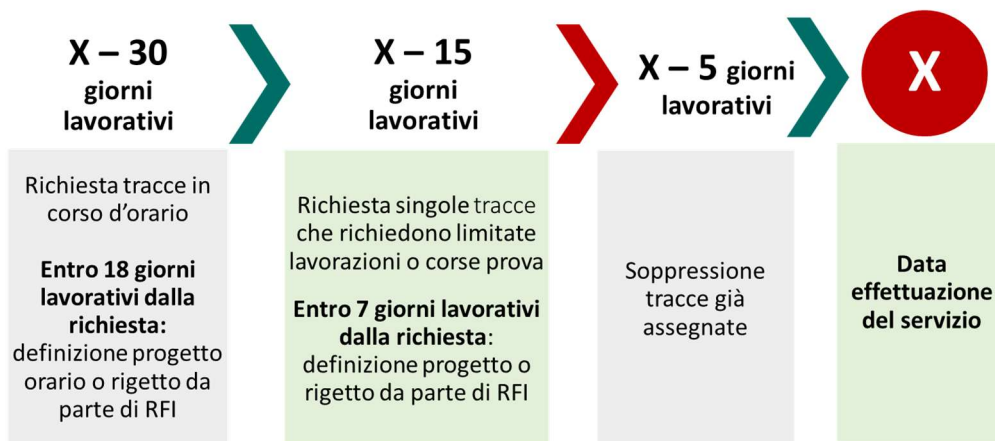 X – 30
giorni
lavorativi
Richiesta tracce in
corso d'orario
Entro 18 giorni
lavorativi dalla
richiesta:
definizione progetto
orario o rigetto da
parte di RFI
X – 15
giorni
lavorativi
Richiesta singole tracce
che richiedono limitate
lavorazioni o corse prova
Entro 7 giorni lavorativi
dalla richiesta:
definizione progetto o
rigetto da parte di RFI
X – 5 giorni
lavorativi
Soppressione
tracce già
assegnate
X
Data
effettuazione
del servizio